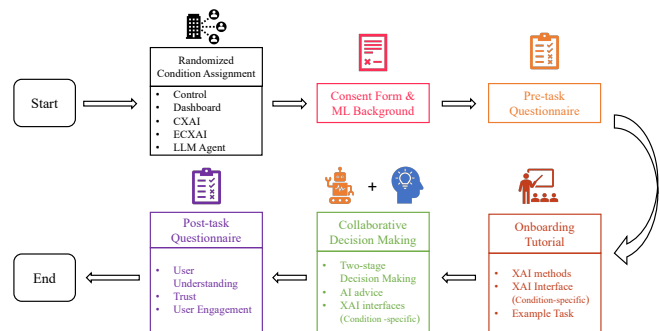 Start
Randomized
Condition Assignment
• Control
• Dashboard
• CXAI
• ECXAI
• LLM Agent
Consent Form &
ML Background
Pre-task
Questionnaire
Onboarding
Tutorial
• XAI methods
• XAI Interface
(Condition-specific)
• Example Task
+
Collaborative
Decision Making
• Two-stage
Decision Making
• AI advice
• XAI interfaces
(Condition -specific)
Post-task
Questionnaire
• User
Understanding
• Trust
• User Engagement
End